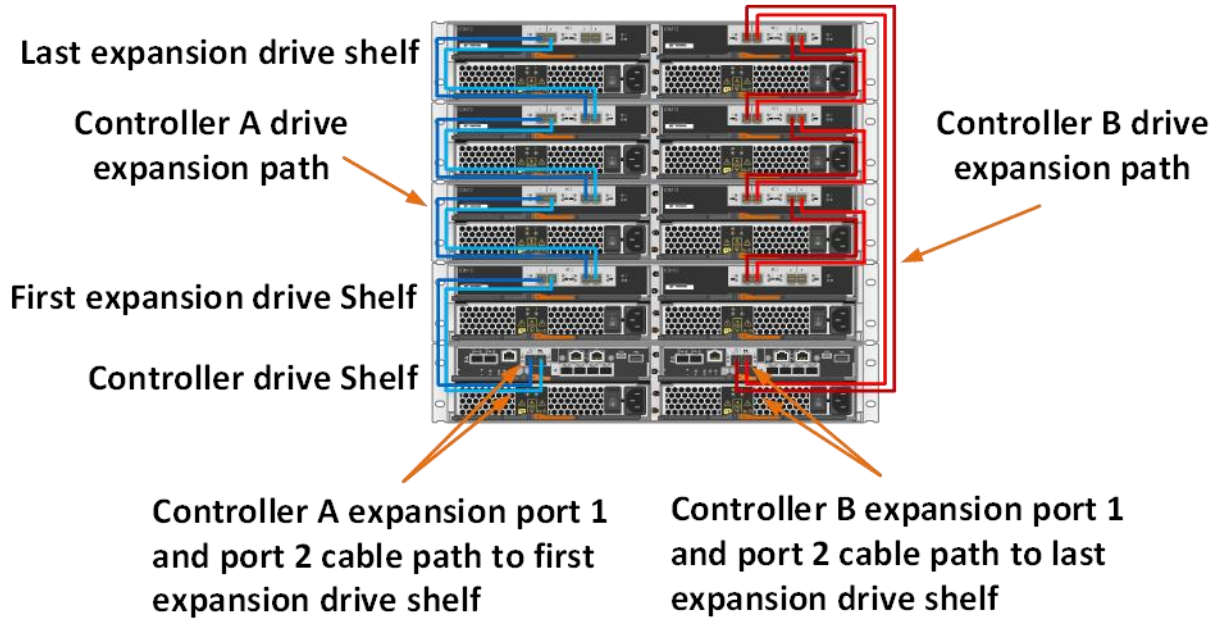 Last expansion drive shelf
Controller A drive
expansion path
Controller B drive
expansion path
First expansion drive Shelf
Controller drive Shelf
Controller A expansion port 1
and port 2 cable path to first
expansion drive shelf
Controller B expansion port 1
and port 2 cable path to last
expansion drive shelf